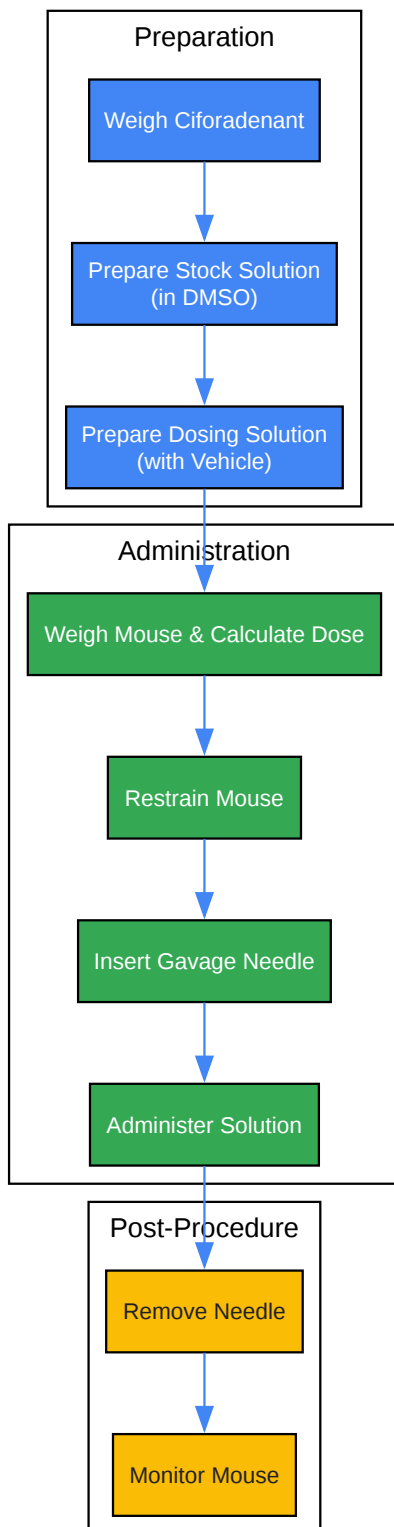 Preparation
Weigh Ciforadenant
Prepare Stock Solution
(in DMSO)
Prepare Dosing Solution
(with Vehicle)
Administration
Weigh Mouse & Calculate Dose
Restrain Mouse
Insert Gavage Needle
Administer Solution
Post-Procedure
Remove Needle
Monitor Mouse